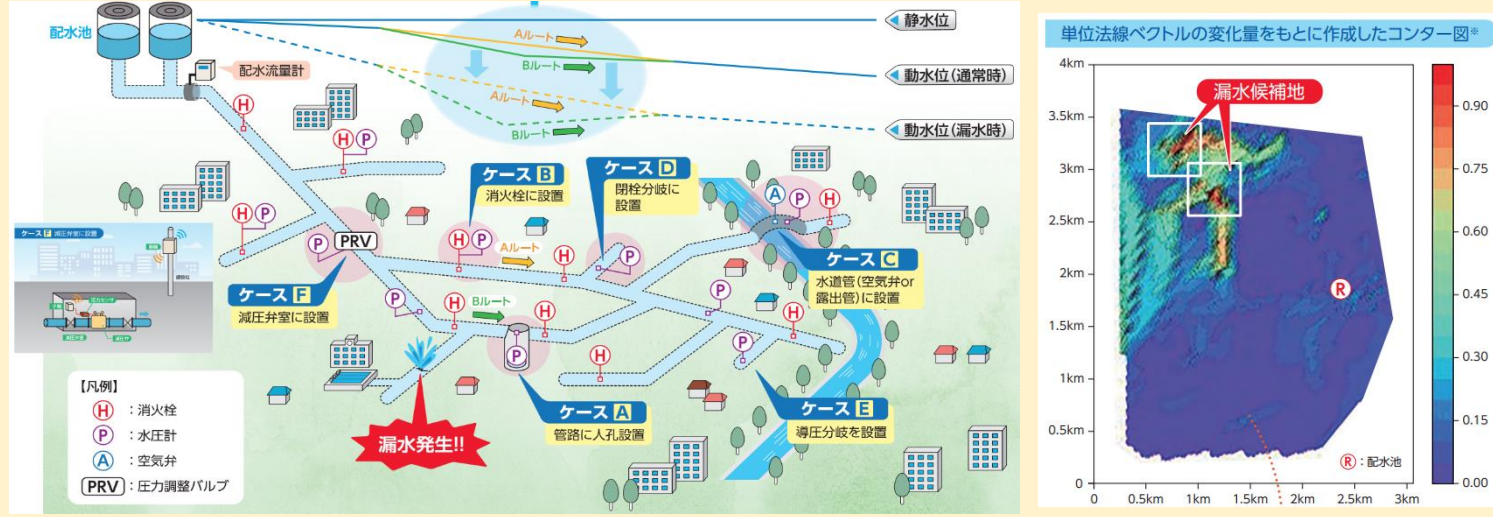 配水池
配水流量計
静水位
Aルート
Bルート
動水位(通常時)
Aルート
Bルート
動水位(漏水時)
H
H P
ケース B
消火栓に設置
ケース D
閉栓分岐に
設置
H P
A P H
ケース F 減圧弁室に設置
P PRV
H P
Aルート
H
P
ケース F
減圧弁室に設置
ケース C
水道管(空気弁or
露出管)に設置
P
H
Bルート
H
P
P
H
H
P
漏水発生!!
ケース A
管路に人孔設置
ケース E
導圧分岐を設置
【凡例】
H :消火栓
P :水圧計
A :空気弁
PRV :圧力調整バルブ
単位法線ベクトルの変化量をもとに作成したコンター図※
漏水候補地
4km
3.5km
3km
2.5km
2km
1.5km
1km
0.5km
0
0
0.5km
1km
1.5km
2km
2.5km
3km
R
R :配水池
0.90
0.75
0.60
0.45
0.30
0.15
0.00